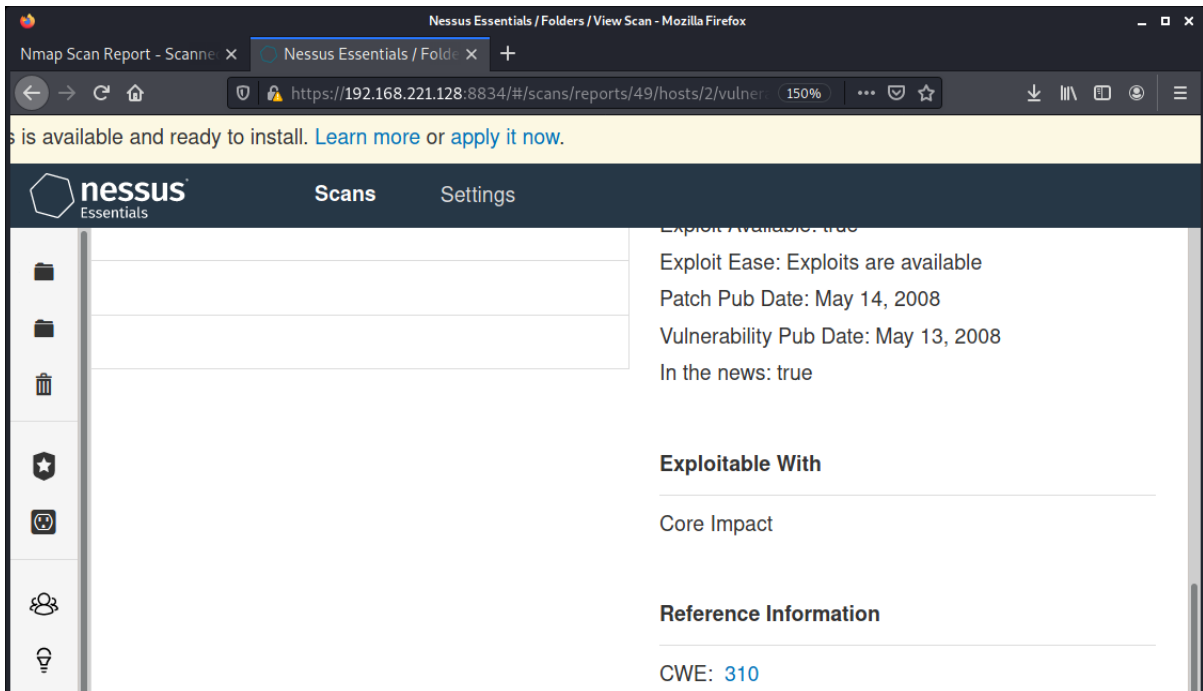 Nessus Essentials / Folders / View Scan - Mozilla Firefox
Nmap Scan Report - Scanne
Nessus Essentials / Folde
https://192.168.221.128:8834/#/scans/reports/49/hosts/2/vulner
150%
s is available and ready to install. Learn more or apply it now.
nessus
Essentials
Scans
Settings
Exploit Available: true
Exploit Ease: Exploits are available
Patch Pub Date: May 14, 2008
Vulnerability Pub Date: May 13, 2008
In the news: true
Exploitable With
Core Impact
Reference Information
CWE: 310